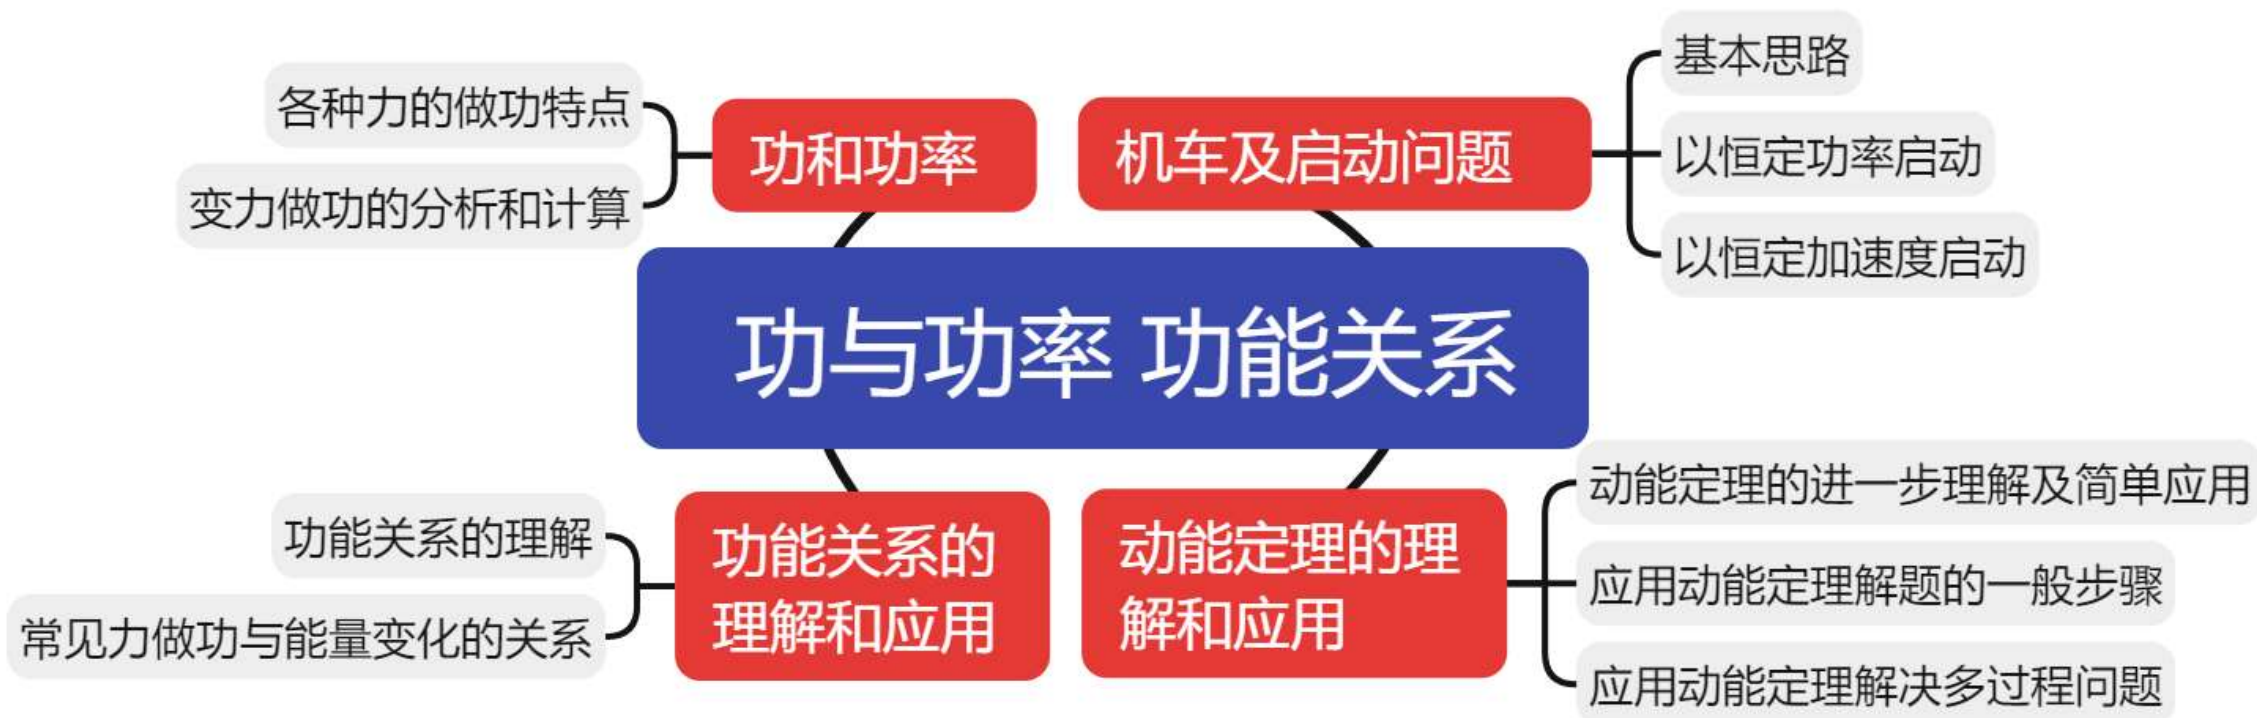 各种力的做功特点
变力做功的分析和计算
功和功率
机车及启动问题
基本思路
以恒定功率启动
以恒定加速度启动
功与功率 功能关系
功能关系的理解
常见力做功与能量变化的关系
功能关系的
理解和应用
动能定理的理
解和应用
动能定理的进一步理解及简单应用
应用动能定理解题的一般步骤
应用动能定理解决多过程问题